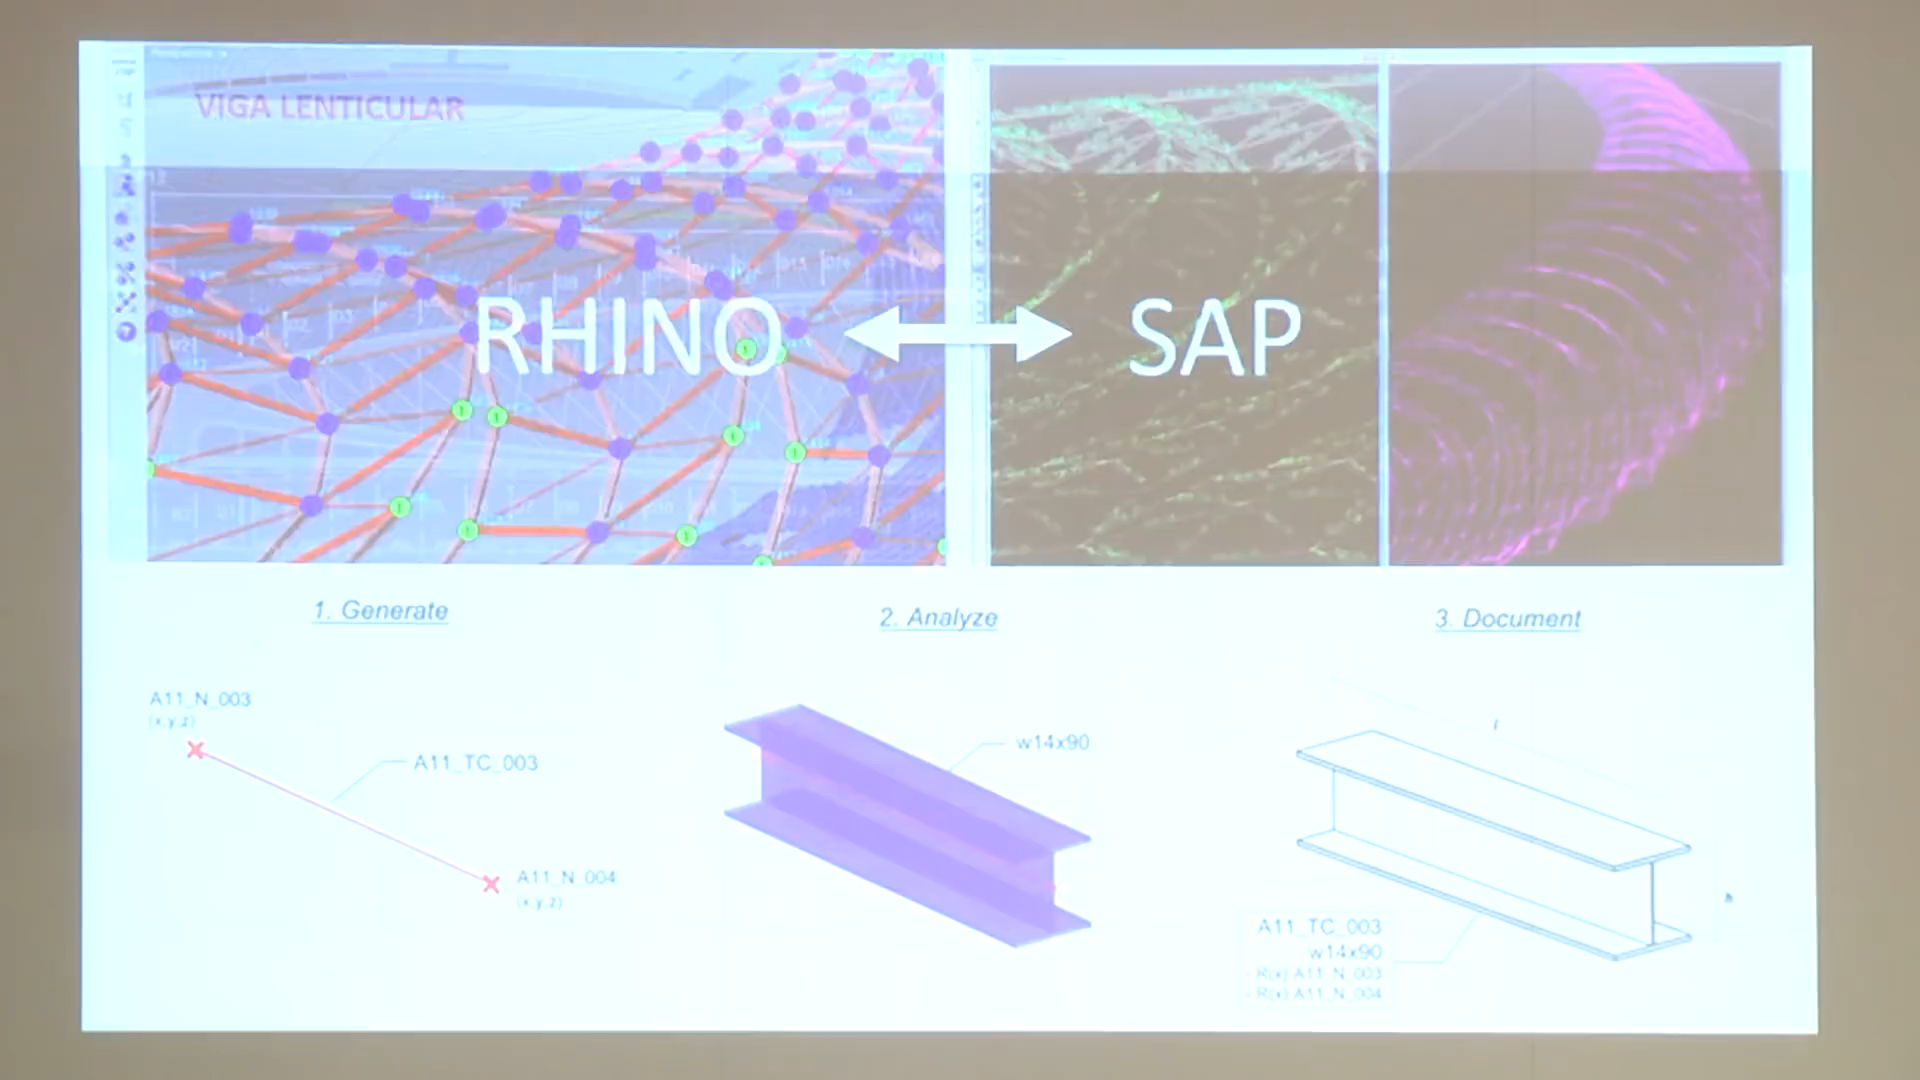 VIGA LENTICULAR
RHINO
SAP
1. Generate
2. Analyze
3. Document
A11_N_003
(x,y,z)
A11_TC_003
A11_N_004
(x,y,z)
w14x90
l
h
A11_TC_003
w14x90
- R(x) A11_N_003
- R(x) A11_N_004